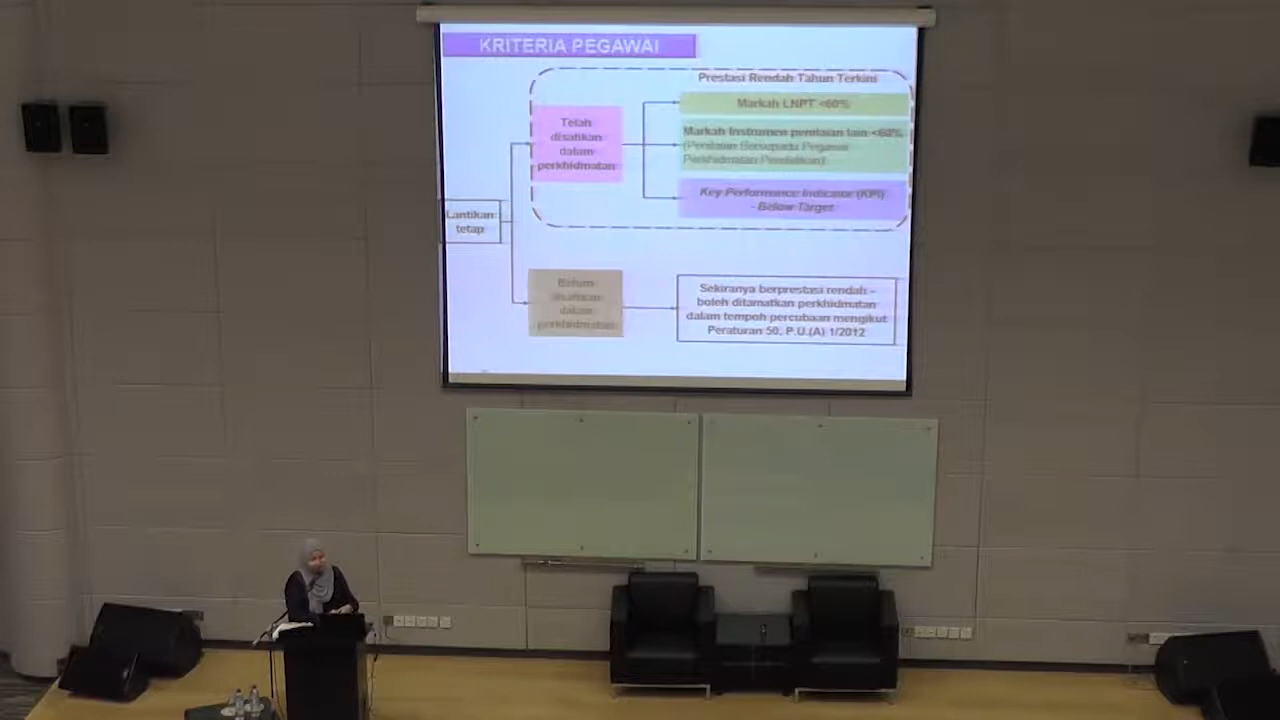 KRITERIA PEGAWAI
Prestasi Rendah Tahun Terkini
Telah
disahkan
dalam
perkhidmatan
Markah LNPT <60%
Markah Instrumen penilaian lain <60%
(Penilaian Bersepadu Pegawai
Perkhidmatan Pendidikan)
Key Performance Indicator (KPI)
- Below Target
Lantikan
tetap
Belum
disahkan
dalam
perkhidmatan
Sekiranya berprestasi rendah –
boleh ditamatkan perkhidmatan
dalam tempoh percubaan mengikut
Peraturan 50, P.U.(A) 1/2012